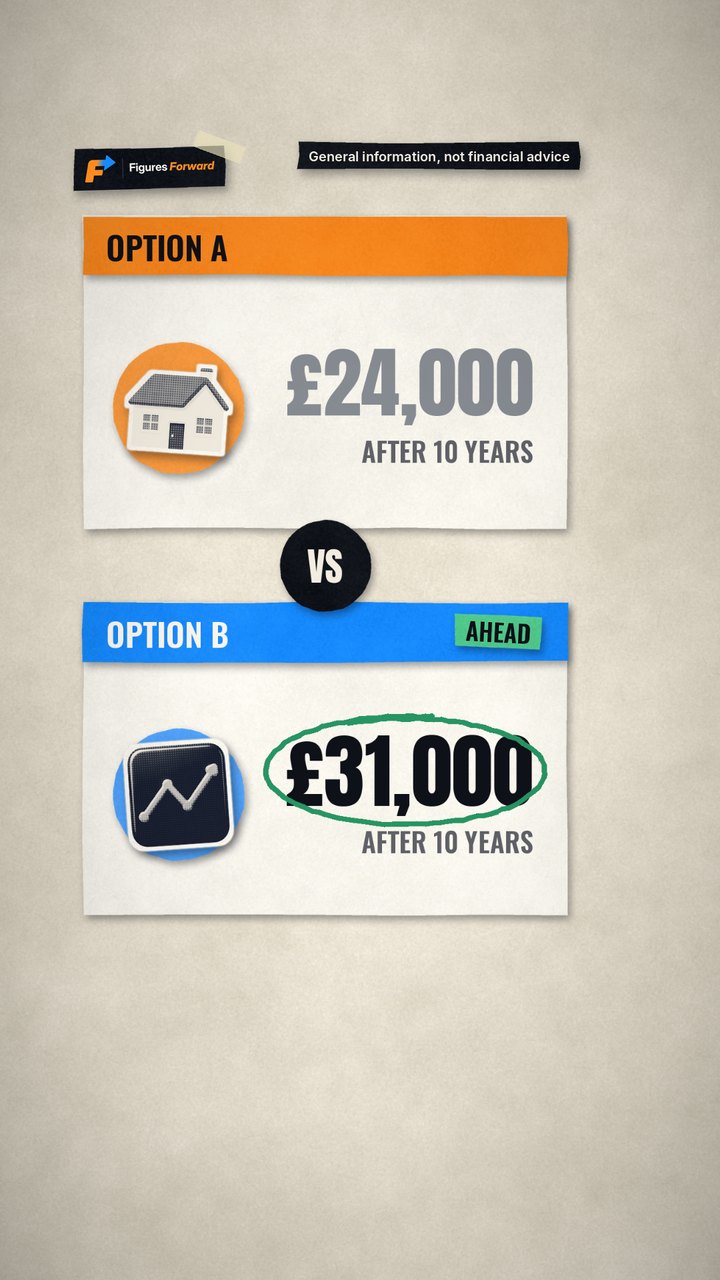 Figures Forward
General information, not financial advice
OPTION A
£24,000
AFTER 10 YEARS
VS
OPTION B
AHEAD
£31,000
AFTER 10 YEARS